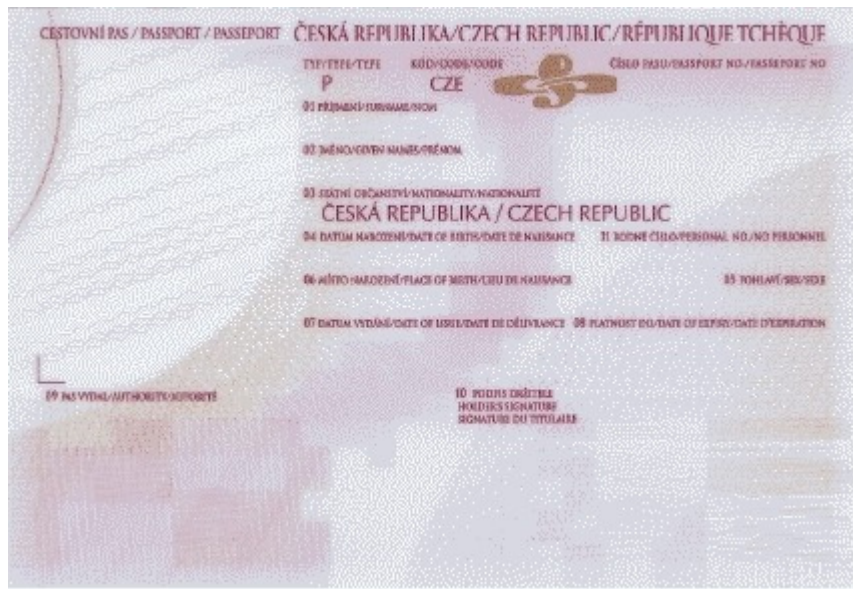 CESTOVNÍ PAS / PASSPORT / PASSEPORT ČESKÁ REPUBLIKA/CZECH REPUBLIC/RÉPUBLIQUE TCHÈQUE
TYP/TYPE/TYPE KÓD/CODE/CODE ČÍSLO PASU/PASSPORT NO./PASSEPORT NO
P CZE
01 PŘÍJMENÍ/SURNAME/NOM
02 JMÉNO/GIVEN NAMES/PRÉNOM
03 STÁTNÍ OBČANSTVÍ/NATIONALITY/NATIONALITÉ
ČESKÁ REPUBLIKA / CZECH REPUBLIC
04 DATUM NAROZENÍ/DATE OF BIRTH/DATE DE NAISSANCE 11 RODNÉ ČÍSLO/PERSONAL NO./NO PERSONNEL
06 MÍSTO NAROZENÍ/PLACE OF BIRTH/LIEU DE NAISSANCE 05 POHLAVÍ/SEX/SEXE
07 DATUM VYDÁNÍ/DATE OF ISSUE/DATE DE DÉLIVRANCE 08 PLATNOST DO/DATE OF EXPIRY/DATE D'EXPIRATION
09 PAS VYDAL/AUTHORITY/AUTORITÉ 10 PODPIS DRŽITELE
HOLDER'S SIGNATURE
SIGNATURE DU TITULAIRE